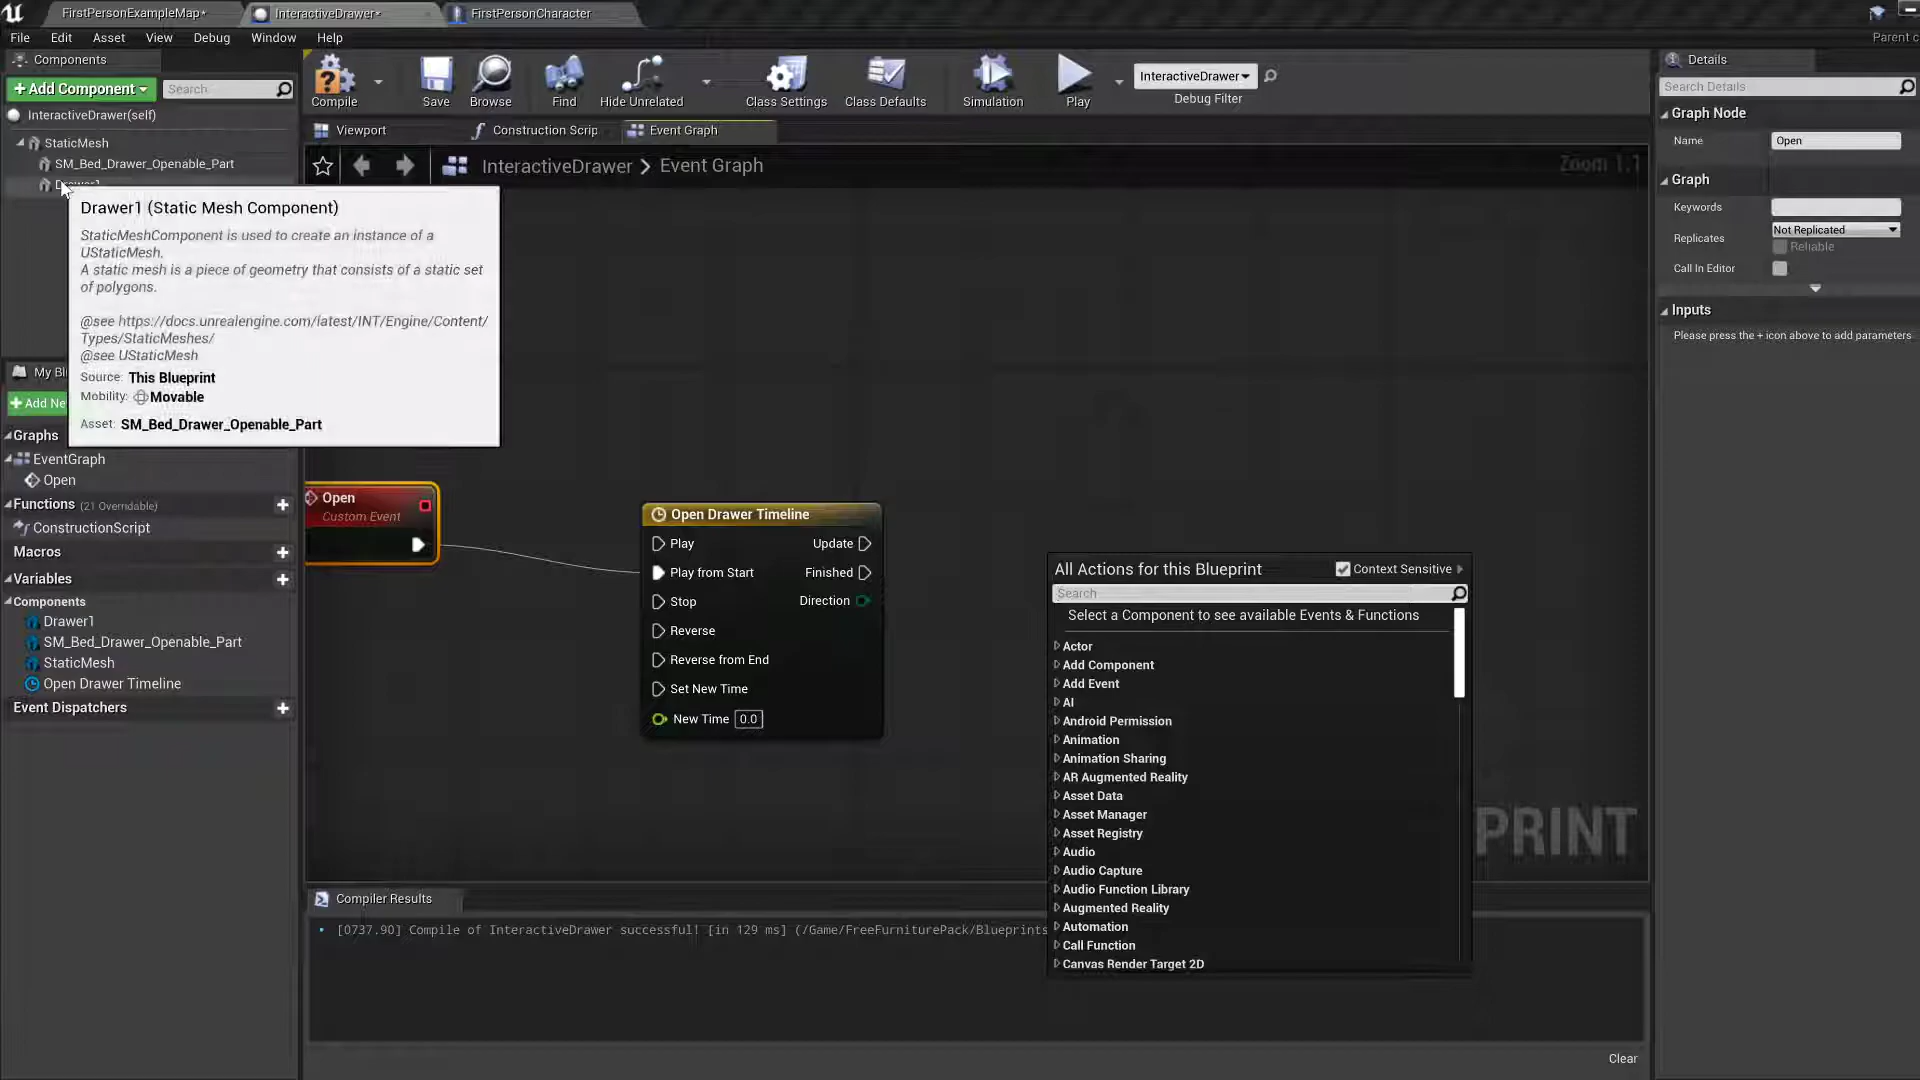 FirstPersonExampleMap*
InteractiveDrawer*
FirstPersonCharacter
File
Edit
Asset
View
Debug
Window
Help
Parent c
Components
+ Add Component
Search
InteractiveDrawer(self)
StaticMesh
SM_Bed_Drawer_Openable_Part
Drawer1
Compile
Save
Browse
Find
Hide Unrelated
Class Settings
Class Defaults
Simulation
Play
InteractiveDrawer
Debug Filter
Viewport
Construction Scrip
Event Graph
InteractiveDrawer > Event Graph
Zoom 1:1
Drawer1 (Static Mesh Component)
StaticMeshComponent is used to create an instance of a
UStaticMesh.
A static mesh is a piece of geometry that consists of a static set
of polygons.
@see https://docs.unrealengine.com/latest/INT/Engine/Content/
Types/StaticMeshes/
@see UStaticMesh
Source: This Blueprint
Mobility: Movable
Asset: SM_Bed_Drawer_Openable_Part
My Bl
+ Add Ne
Graphs
EventGraph
Open
Functions (21 Overridable)
ConstructionScript
Macros
Variables
Components
Drawer1
SM_Bed_Drawer_Openable_Part
StaticMesh
Open Drawer Timeline
Event Dispatchers
Open
Custom Event
Open Drawer Timeline
Play
Update
Play from Start
Finished
Stop
Direction
Reverse
Reverse from End
Set New Time
New Time 0.0
All Actions for this Blueprint
Context Sensitive
Search
Select a Component to see available Events & Functions
Actor
Add Component
Add Event
AI
Android Permission
Animation
Animation Sharing
AR Augmented Reality
Asset Data
Asset Manager
Asset Registry
Audio
Audio Capture
Audio Function Library
Augmented Reality
Automation
Call Function
Canvas Render Target 2D
PRINT
Compiler Results
[0737.90] Compile of InteractiveDrawer successful! [in 129 ms] (/Game/FreeFurniturePack/Blueprints
Clear
Details
Search Details
Graph Node
Name
Open
Graph
Keywords
Replicates
Not Replicated
Reliable
Call In Editor
Inputs
Please press the + icon above to add parameters